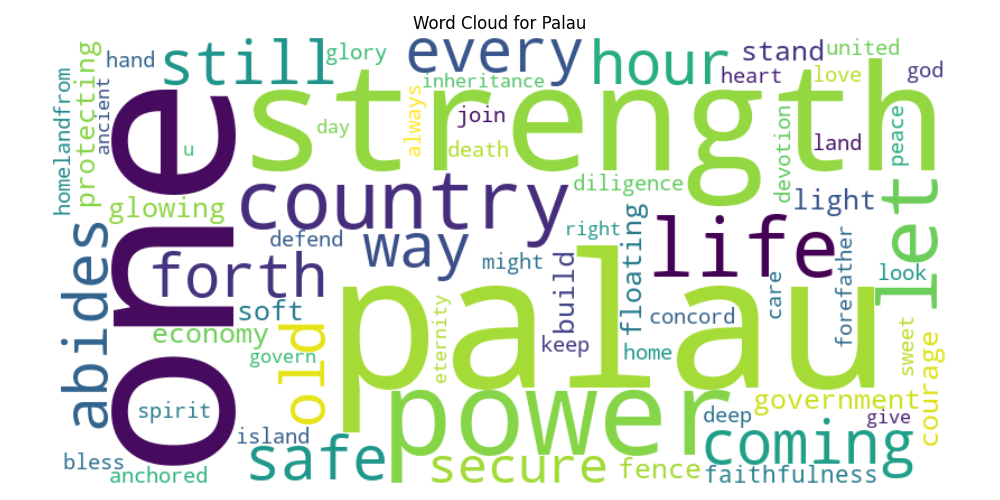 Word Cloud for Palau
hand
still
glory
every
hour
stand
united
homelandfrom
protecting
ancient
u
one
strength
inheritance
always
day
join
death
heart
love
god
land
peace
devotion
glowing
country
diligence
light
let
defend
way
might
right
floating
life
look
abides
forth
soft
build
care
forefather
concord
economy
govern
old
eternity
palau
keep
home
sweet
courage
spirit
island
power
deep
government
give
coming
bless
anchored
safe
secure
fence
faithfulness